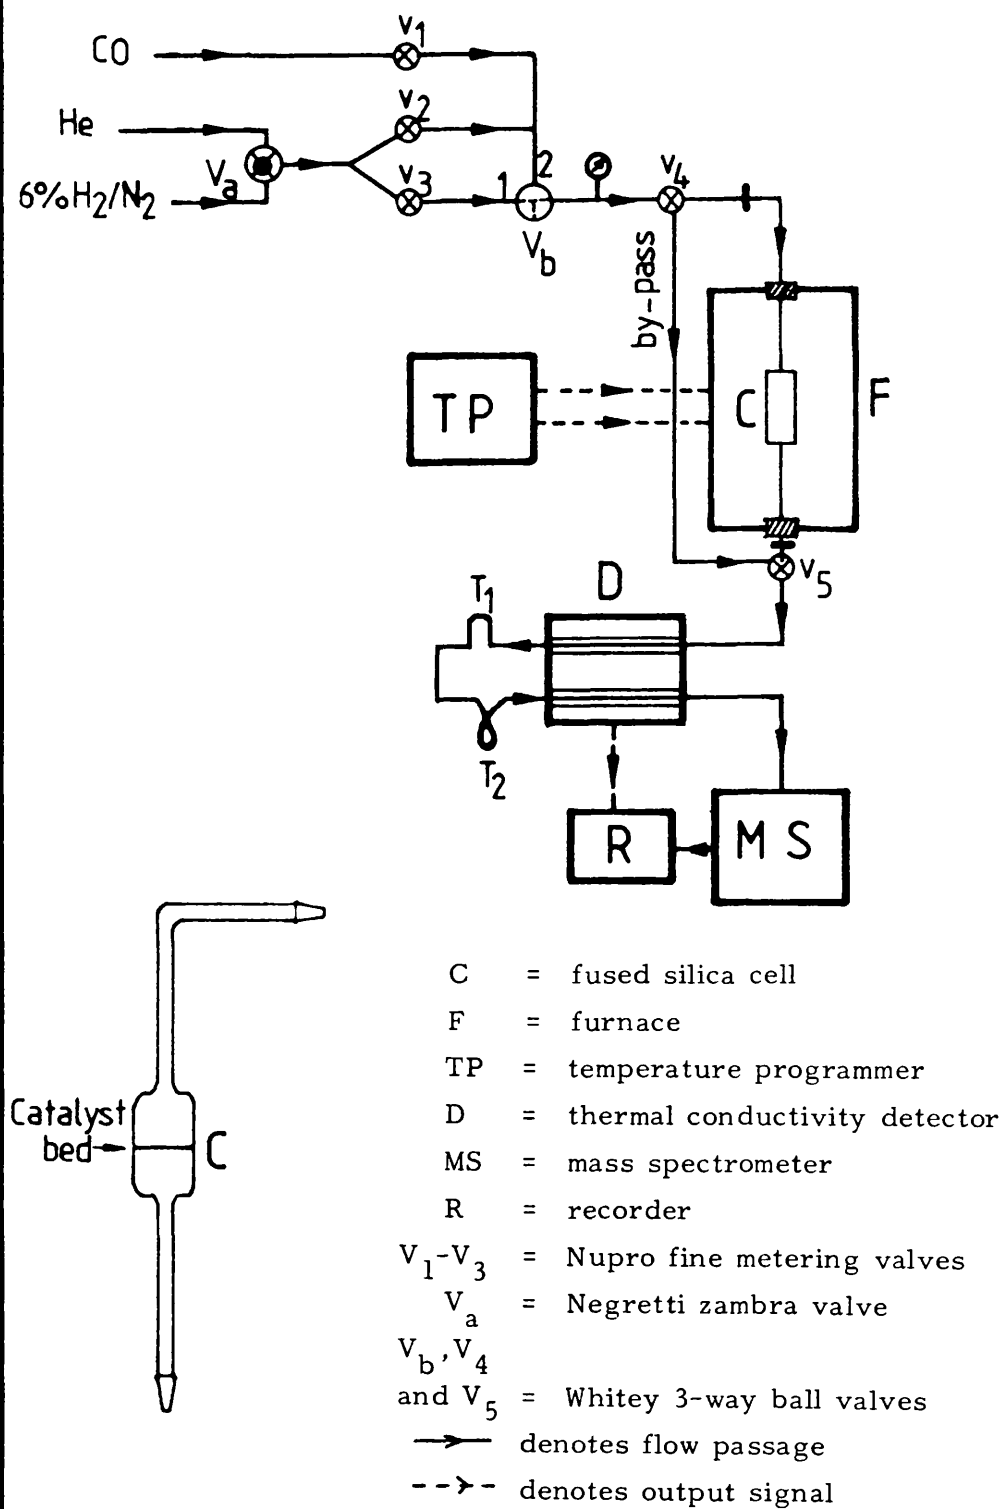 CO
V1
He
V2
Va
6% H2/N2
V3
1
2
Vb
V4
by-pass
TP
C
F
V5
D
T1
T2
R
MS
Catalyst
bed
C
C = fused silica cell
F = furnace
TP = temperature programmer
D = thermal conductivity detector
MS = mass spectrometer
R = recorder
V1-V3 = Nupro fine metering valves
Va = Negretti zambra valve
Vb, V4
and V5 = Whitey 3-way ball valves
denotes flow passage
denotes output signal